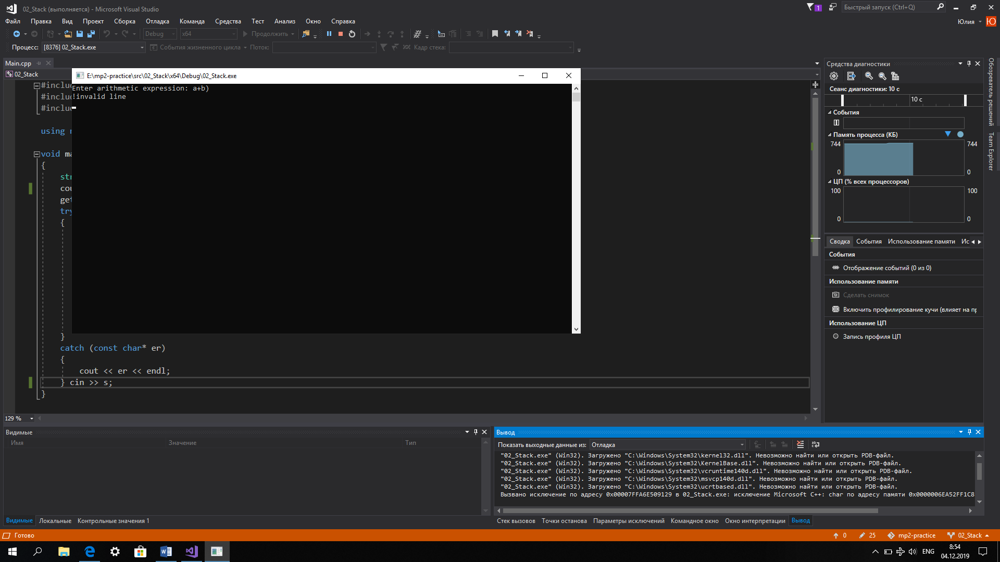 02_Stack (выполняется) - Microsoft Visual Studio
1
Быстрый запуск (Ctrl+Q)
Файл Правка Вид Проект Сборка Отладка Команда Средства Тест Анализ Окно Справка
Юлия Ю
Debug x64 Продолжить
Процесс: [8376] 02_Stack.exe События жизненного цикла Поток: Кадр стека:
Main.cpp
02_Stack
E:\mp2-practice\src\02_Stack\x64\Debug\02_Stack.exe
Enter arithmetic expression: a+b)
!invalid line
#includ
#includ
#includ
using n
void ma
{
str
cou
get
try
{
}
catch (const char* er)
{
cout << er << endl;
} cin >> s;
}
129 %
Средства диагностики
Сеанс диагностики: 10 с
10 с
События
Память процесса (КБ)
744 744
0 0
ЦП (% всех процессоров)
100 100
0 0
Сводка События Использование памяти Ис
События
Отображение событий (0 из 0)
Использование памяти
Сделать снимок
Включить профилирование кучи (влияет на пр
Использование ЦП
Запись профиля ЦП
Обозреватель решений
Team Explorer
Видимые
Имя Значение Тип
Видимые Локальные Контрольные значения 1
Вывод
Показать выходные данные из: Отладка
"02_Stack.exe" (Win32). Загружено "C:\Windows\System32\kernel32.dll". Невозможно найти или открыть PDB-файл.
"02_Stack.exe" (Win32). Загружено "C:\Windows\System32\KernelBase.dll". Невозможно найти или открыть PDB-файл.
"02_Stack.exe" (Win32). Загружено "C:\Windows\System32\vcruntime140d.dll". Невозможно найти или открыть PDB-файл.
"02_Stack.exe" (Win32). Загружено "C:\Windows\System32\msvcp140d.dll". Невозможно найти или открыть PDB-файл.
"02_Stack.exe" (Win32). Загружено "C:\Windows\System32\ucrtbased.dll". Невозможно найти или открыть PDB-файл.
Вызвано исключение по адресу 0x00007FFA6E509129 в 02_Stack.exe: исключение Microsoft C++: char по адресу памяти 0x0000006EA52FF1C8
Стек вызовов Точки останова Параметры исключений Командное окно Окно интерпретации Вывод
Готово
0 25 mp2-practice 02_Stack
ENG
8:54
04.12.2019